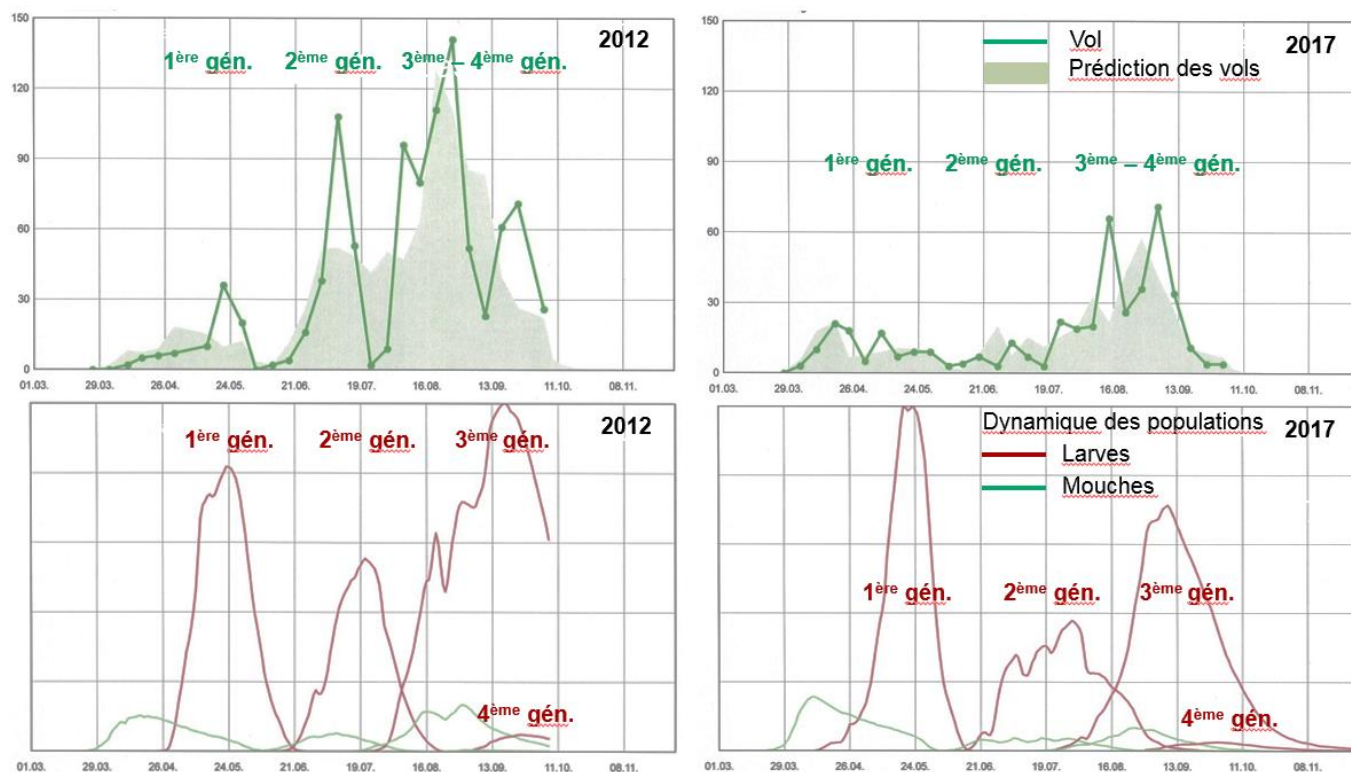 150
120
90
60
30
0
2012
1ère gén. 2ème gén. 3ème – 4ème gén.
01.03. 29.03. 26.04. 24.05. 21.06. 19.07. 16.08. 13.09. 11.10. 08.11.
150
120
90
60
30
0
2017
Vol
Prédiction des vols
1ère gén. 2ème gén. 3ème – 4ème gén.
01.03. 29.03. 26.04. 24.05. 21.06. 19.07. 16.08. 13.09. 11.10. 08.11.
2012
1ère gén. 2ème gén. 3ème gén.
4ème gén.
01.03. 29.03. 26.04. 24.05. 21.06. 19.07. 16.08. 13.09. 11.10. 08.11.
Dynamique des populations
2017
Larves
Mouches
1ère gén. 2ème gén. 3ème gén.
4ème gén.
01.03. 29.03. 26.04. 24.05. 21.06. 19.07. 16.08. 13.09. 11.10. 08.11.